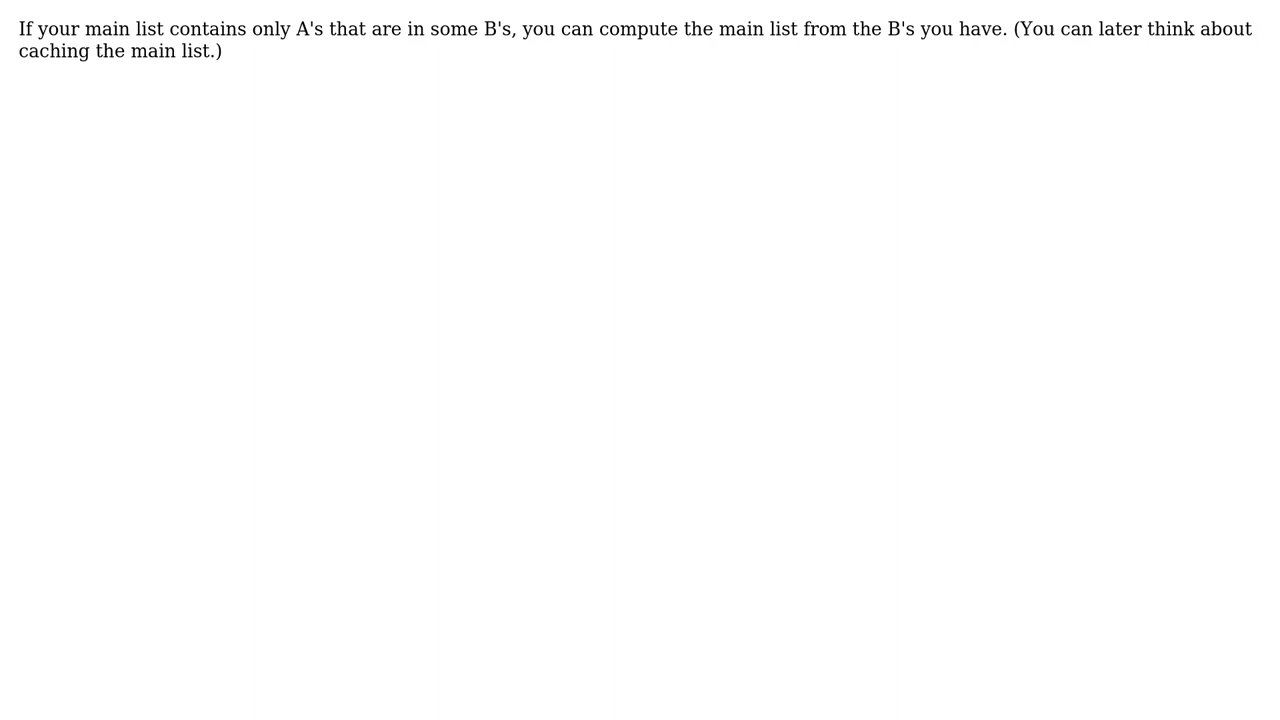 If your main list contains only A's that are in some B's, you can compute the main list from the B's you have. (You can later think about
caching the main list.)